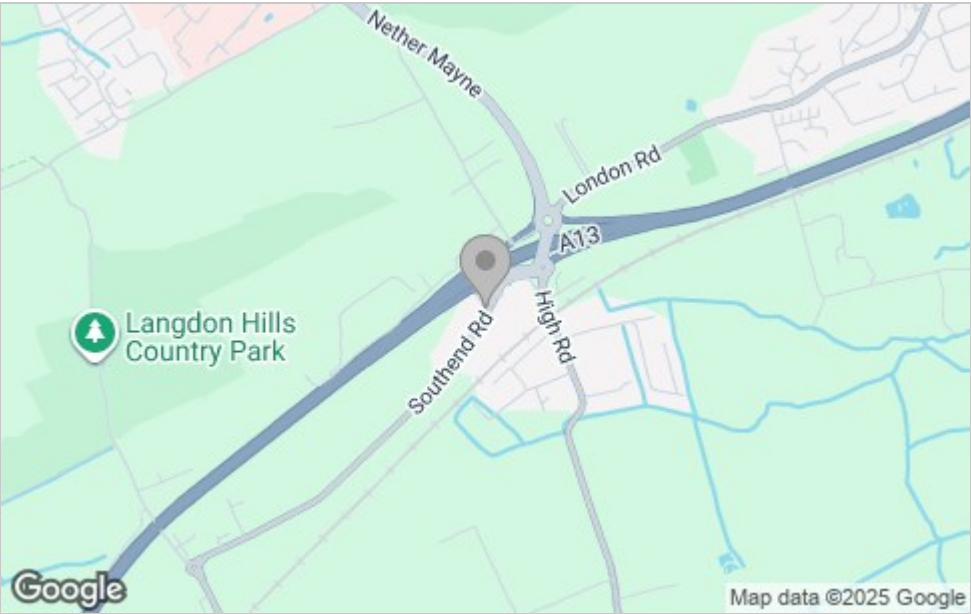 Nether Mayne
London Rd
A13
High Rd
Southend Rd
Langdon Hills
Country Park
Google
Map data ©2025 Google